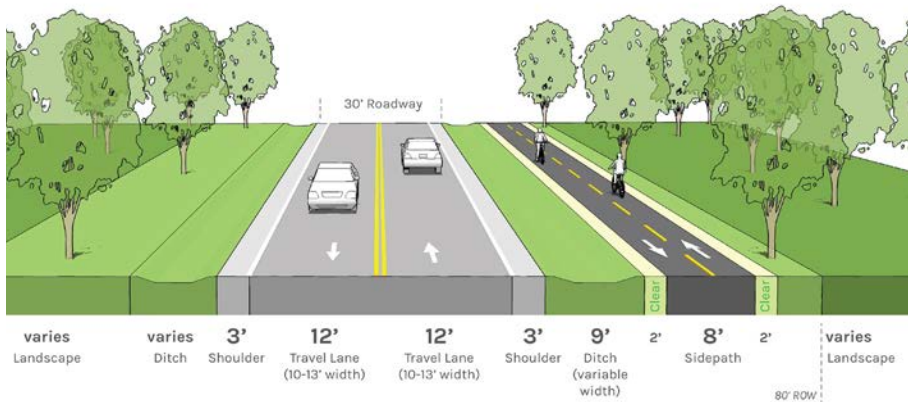 30' Roadway
Clear
Clear
varies
Landscape
varies
Ditch
3'
Shoulder
12'
Travel Lane
(10-13' width)
12'
Travel Lane
(10-13' width)
3'
Shoulder
9'
Ditch
(variable
width)
2'
8'
Sidepath
2'
varies
Landscape
80' ROW